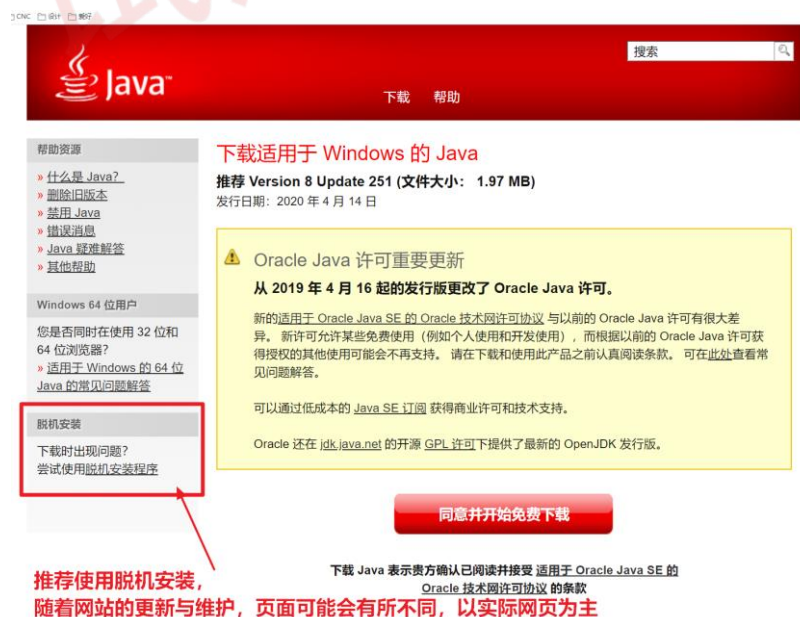 CNC 设计 爱好
搜索
Java™
下载 帮助
帮助资源
» 什么是 Java?
» 删除旧版本
» 禁用 Java
» 错误消息
» Java 疑难解答
» 其他帮助
Windows 64 位用户
您是否同时在使用 32 位和
64 位浏览器?
» 适用于 Windows 的 64 位
Java 的常见问题解答
脱机安装
下载时出现问题?
尝试使用脱机安装程序
下载适用于 Windows 的 Java
推荐 Version 8 Update 251 (文件大小: 1.97 MB)
发行日期: 2020 年 4 月 14 日
Oracle Java 许可重要更新
从 2019 年 4 月 16 起的发行版更改了 Oracle Java 许可。
新的适用于 Oracle Java SE 的 Oracle 技术网许可协议 与以前的 Oracle Java 许可有很大差
异。 新许可允许某些免费使用（例如个人使用和开发使用），而根据以前的 Oracle Java 许可获
得授权的其他使用可能会不再支持。 请在下载和使用此产品之前认真阅读条款。 可在此处查看常
见问题解答。
可以通过低成本的 Java SE 订阅 获得商业许可和技术支持。
Oracle 还在 jdk.java.net 的开源 GPL 许可下提供了最新的 OpenJDK 发行版。
同意并开始免费下载
下载 Java 表示贵方确认已阅读并接受 适用于 Oracle Java SE 的
Oracle 技术网许可协议 的条款
推荐使用脱机安装，
随着网站的更新与维护，页面可能会有所不同，以实际网页为主